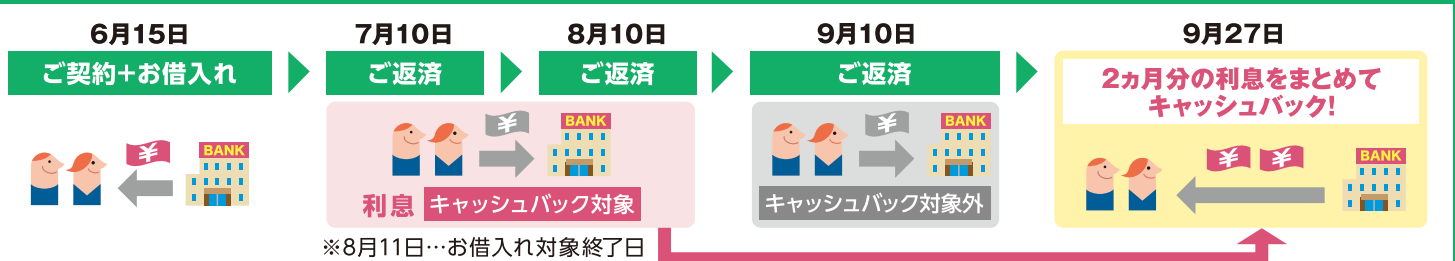 6月15日
ご契約+お借入れ
¥
BANK
7月10日
ご返済
8月10日
ご返済
¥
BANK
利息 キャッシュバック対象
※8月11日…お借入れ対象終了日
9月10日
ご返済
¥
BANK
キャッシュバック対象外
9月27日
2ヵ月分の利息をまとめて
キャッシュバック!
¥ ¥
BANK